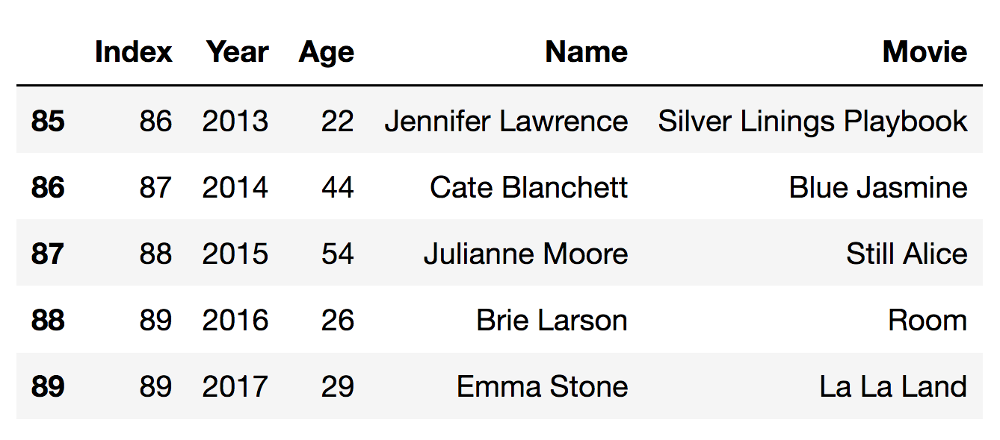 Index Year Age Name Movie
85 86 2013 22 Jennifer Lawrence Silver Linings Playbook
86 87 2014 44 Cate Blanchett Blue Jasmine
87 88 2015 54 Julianne Moore Still Alice
88 89 2016 26 Brie Larson Room
89 89 2017 29 Emma Stone La La Land